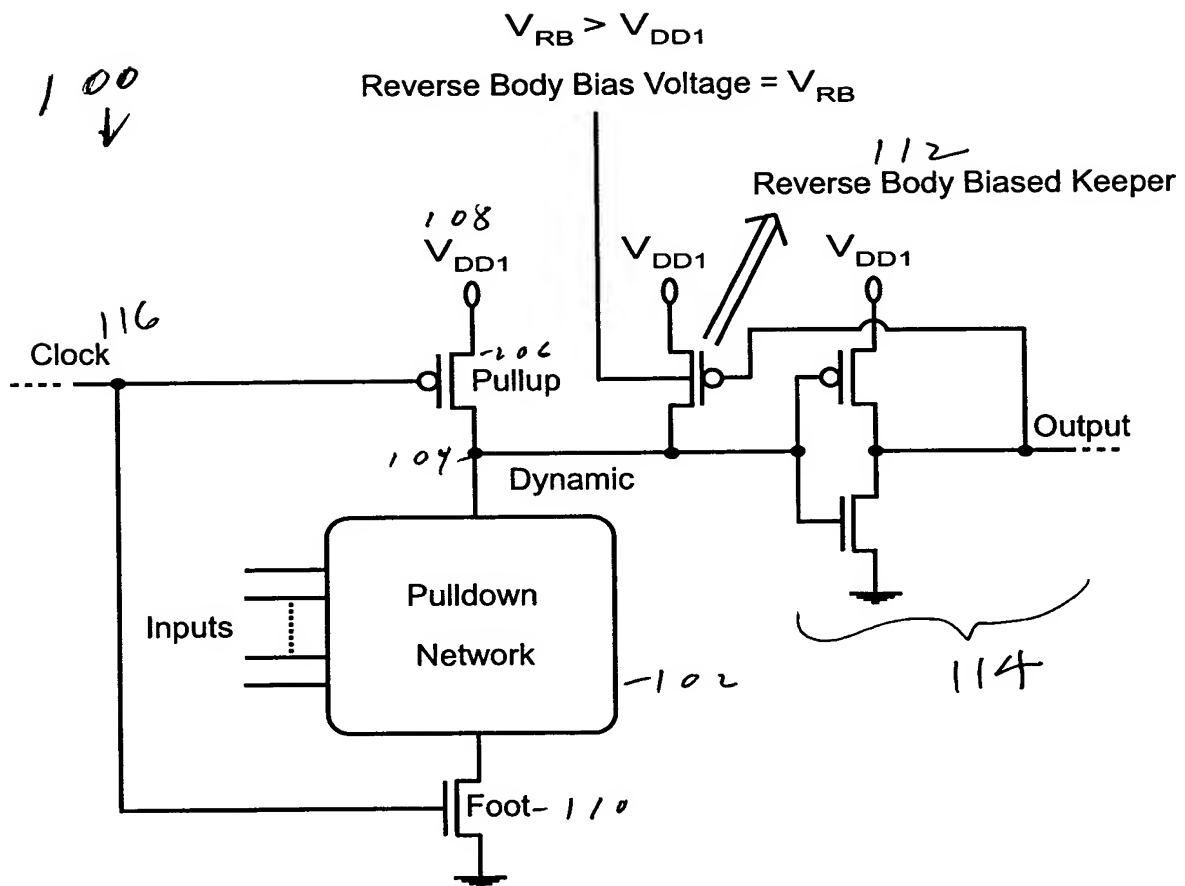 V_RB > V_DD1
100
Reverse Body Bias Voltage = V_RB
112
Reverse Body Biased Keeper
108
V_DD1
V_DD1
V_DD1
116
Clock
206
Pullup
Output
104
Dynamic
Pulldown
Inputs
Network
102
114
Foot
110